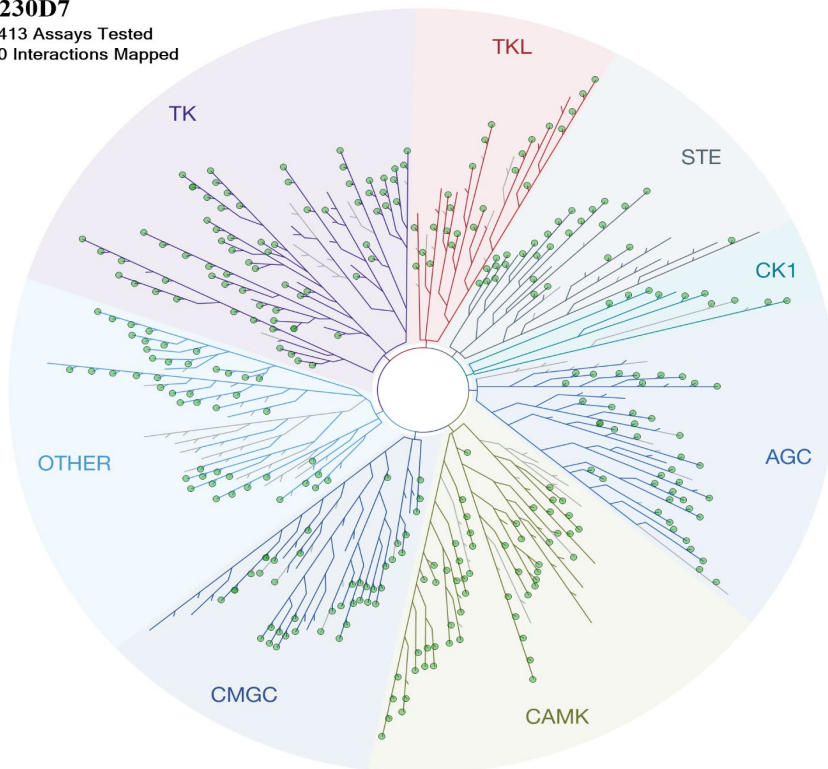 230D7
413 Assays Tested
0 Interactions Mapped
TKL
TK
STE
CK1
OTHER
AGC
CMGC
CAMK